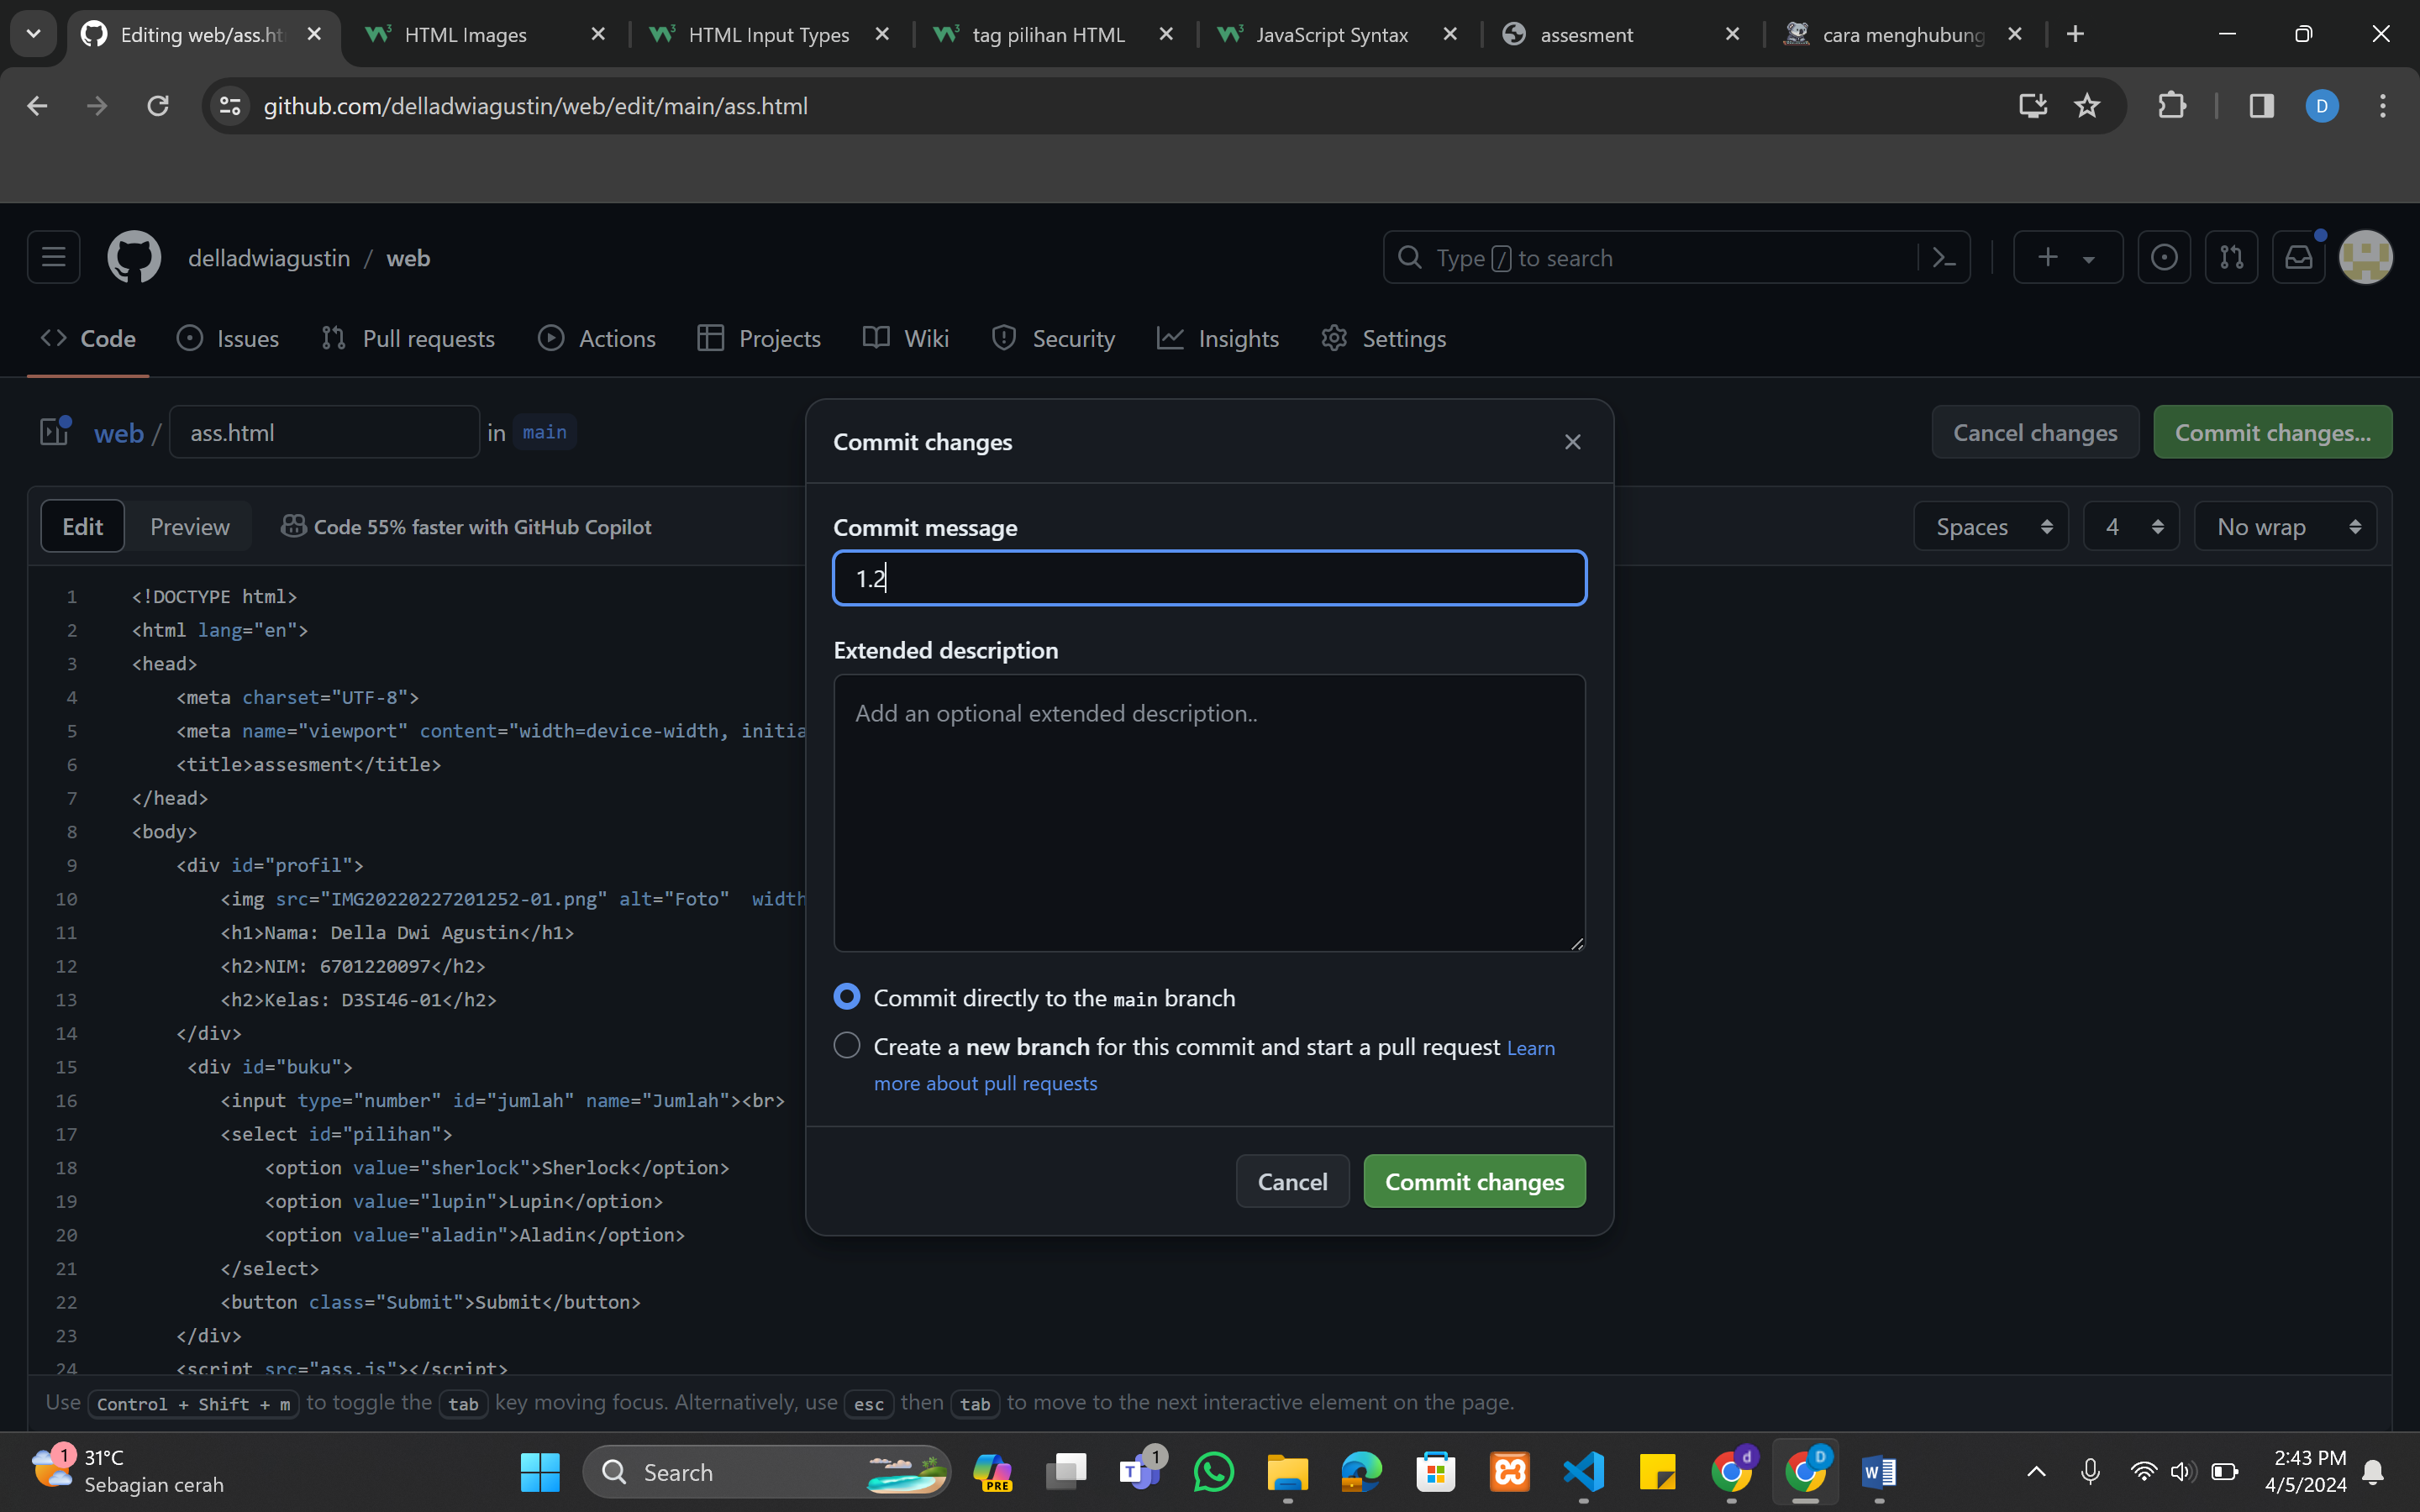 Editing web/ass.ht
HTML Images
HTML Input Types
tag pilihan HTML
JavaScript Syntax
assesment
cara menghubung
github.com/delladwiagustin/web/edit/main/ass.html
D
delladwiagustin / web
Type / to search
Code
Issues
Pull requests
Actions
Projects
Wiki
Security
Insights
Settings
web / ass.html in main
Cancel changes
Commit changes...
Edit
Preview
Code 55% faster with GitHub Copilot
Spaces
4
No wrap
1 <!DOCTYPE html>
2 <html lang="en">
3 <head>
4 <meta charset="UTF-8">
5 <meta name="viewport" content="width=device-width, initia
6 <title>assesment</title>
7 </head>
8 <body>
9 <div id="profil">
10 <img src="IMG20220227201252-01.png" alt="Foto"  width
11 <h1>Nama: Della Dwi Agustin</h1>
12 <h2>NIM: 6701220097</h2>
13 <h2>Kelas: D3SI46-01</h2>
14 </div>
15 <div id="buku">
16 <input type="number" id="jumlah" name="Jumlah"><br>
17 <select id="pilihan">
18 <option value="sherlock">Sherlock</option>
19 <option value="lupin">Lupin</option>
20 <option value="aladin">Aladin</option>
21 </select>
22 <button class="Submit">Submit</button>
23 </div>
24 <script src="ass.js"></script>
Commit changes
Commit message
1.2
Extended description
Add an optional extended description..
Commit directly to the main branch
Create a new branch for this commit and start a pull request Learn
more about pull requests
Cancel
Commit changes
Use Control + Shift + m to toggle the tab key moving focus. Alternatively, use esc then tab to move to the next interactive element on the page.
1
31°C
Sebagian cerah
Search
PRE
T
1
W
d
D
2:43 PM
4/5/2024